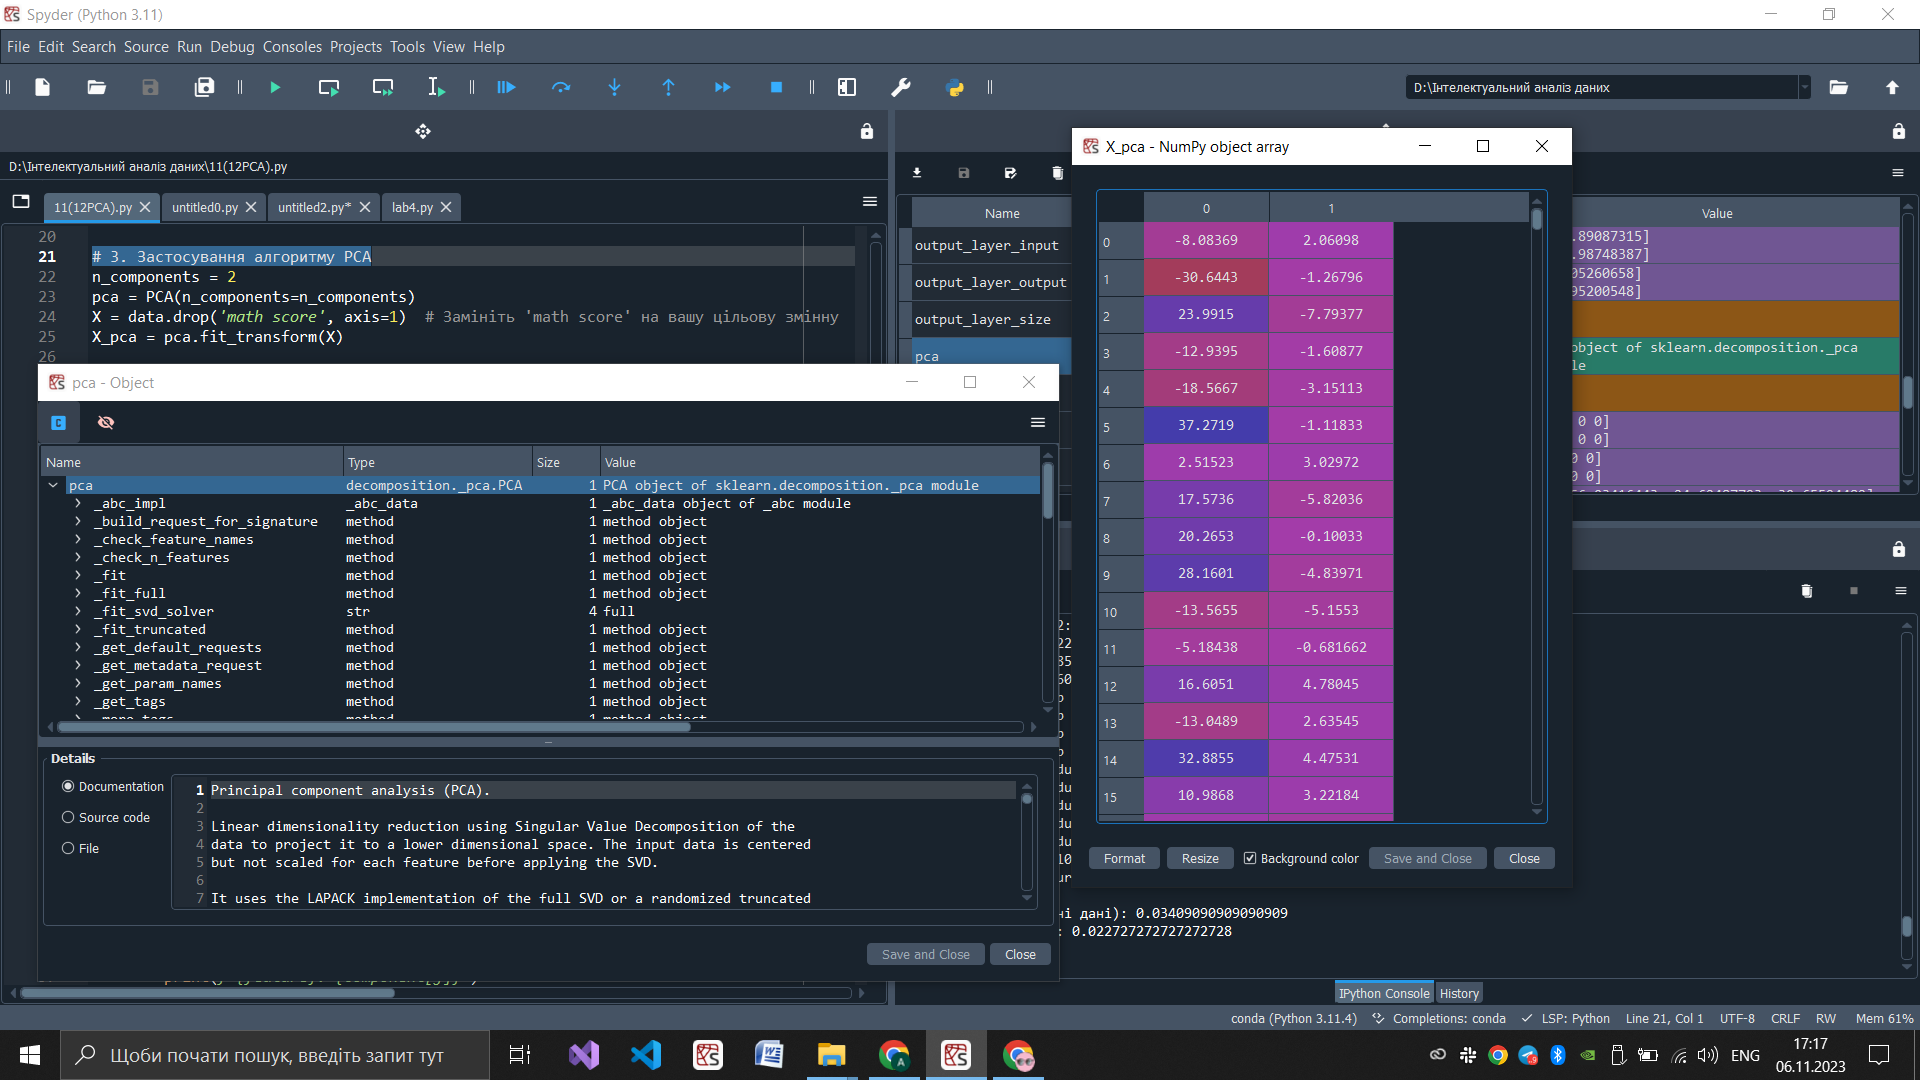 Spyder (Python 3.11)
File Edit Search Source Run Debug Consoles Projects Tools View Help
D:\Інтелектуальний аналіз даних
D:\Інтелектуальний аналіз даних\11(12PCA).py
11(12PCA).py untitled0.py untitled2.py* lab4.py
20
21 # 3. Застосування алгоритму PCA
22 n_components = 2
23 pca = PCA(n_components=n_components)
24 X = data.drop('math score', axis=1)  # Замініть 'math score' на вашу цільову змінну
25 X_pca = pca.fit_transform(X)
26
pca - Object
Name Type Size Value
pca decomposition._pca.PCA 1 PCA object of sklearn.decomposition._pca module
_abc_impl _abc_data 1 _abc_data object of _abc module
_build_request_for_signature method 1 method object
_check_feature_names method 1 method object
_check_n_features method 1 method object
_fit method 1 method object
_fit_full method 1 method object
_fit_svd_solver str 4 full
_fit_truncated method 1 method object
_get_default_requests method 1 method object
_get_metadata_request method 1 method object
_get_param_names method 1 method object
_get_tags method 1 method object
Details
Documentation
Source code
File
1 Principal component analysis (PCA).
2
3 Linear dimensionality reduction using Singular Value Decomposition of the
4 data to project it to a lower dimensional space. The input data is centered
5 but not scaled for each feature before applying the SVD.
6
7 It uses the LAPACK implementation of the full SVD or a randomized truncated
Save and Close Close
Name Value
output_layer_input
output_layer_output
output_layer_size
pca
.89087315]
.98748387]
05260658]
95200548]
object of sklearn.decomposition._pca
le
0 0]
0 0]
0 0]
X_pca - NumPy object array
0 1
0 -8.08369 2.06098
1 -30.6443 -1.26796
2 23.9915 -7.79377
3 -12.9395 -1.60877
4 -18.5667 -3.15113
5 37.2719 -1.11833
6 2.51523 3.02972
7 17.5736 -5.82036
8 20.2653 -0.10033
9 28.1601 -4.83971
10 -13.5655 -5.1553
11 -5.18438 -0.681662
12 16.6051 4.78045
13 -13.0489 2.63545
14 32.8855 4.47531
15 10.9868 3.22184
Format Resize Background color Save and Close Close
2:
22
35
60
du
du
du
du
du
10
ur
ні дані): 0.03409090909090909
: 0.022727272727272728
IPython Console History
conda (Python 3.11.4) Completions: conda LSP: Python Line 21, Col 1 UTF-8 CRLF RW Mem 61%
Щоби почати пошук, введіть запит тут
ENG
17:17
06.11.2023